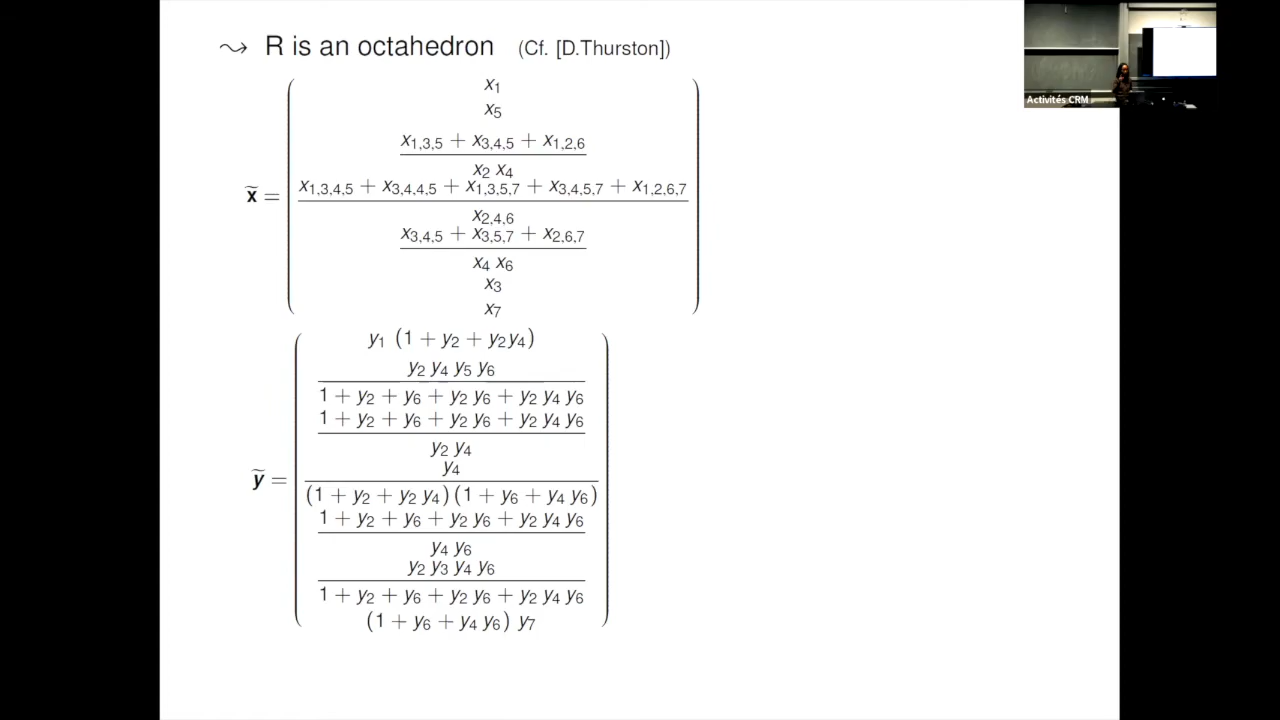 ⇝ R is an octahedron (Cf. [D.Thurston])
Activités CRM
x̃ =
x₁
x₅
x₁,₃,₅ + x₃,₄,₅ + x₁,₂,₆
x₂ x₄
x₁,₃,₄,₅ + x₃,₄,₄,₅ + x₁,₃,₅,₇ + x₃,₄,₅,₇ + x₁,₂,₆,₇
x₂,₄,₆
x₃,₄,₅ + x₃,₅,₇ + x₂,₆,₇
x₄ x₆
x₃
x₇
ỹ =
y₁ (1 + y₂ + y₂y₄)
y₂ y₄ y₅ y₆
1 + y₂ + y₆ + y₂ y₆ + y₂ y₄ y₆
1 + y₂ + y₆ + y₂ y₆ + y₂ y₄ y₆
y₂ y₄
y₄
(1 + y₂ + y₂ y₄) (1 + y₆ + y₄ y₆)
1 + y₂ + y₆ + y₂ y₆ + y₂ y₄ y₆
y₄ y₆
y₂ y₃ y₄ y₆
1 + y₂ + y₆ + y₂ y₆ + y₂ y₄ y₆
(1 + y₆ + y₄ y₆) y₇